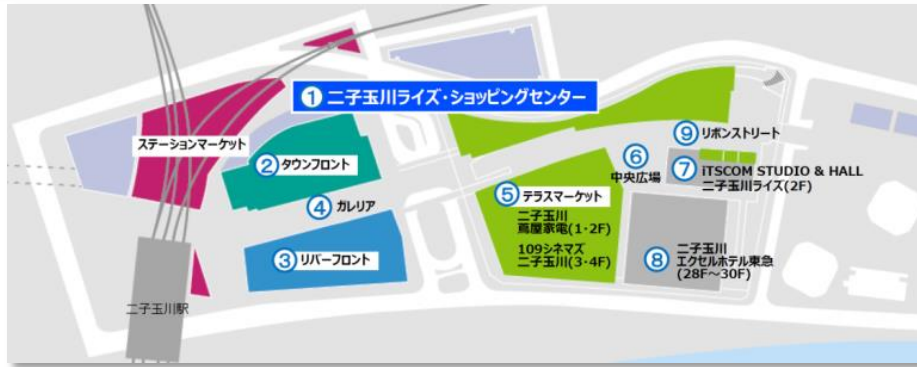 ① 二子玉川ライズ・ショッピングセンター
ステーションマーケット
② タウンフロント
④ ガレリア
③ リバーフロント
二子玉川駅
⑤ テラスマーケット
二子玉川
蔦屋家電(1・2F)
109シネマズ
二子玉川(3・4F)
⑥
中央広場
⑨ リボンストリート
⑦ iTSCOM STUDIO & HALL
二子玉川ライズ(2F)
⑧ 二子玉川
エクセルホテル東急
(28F～30F)